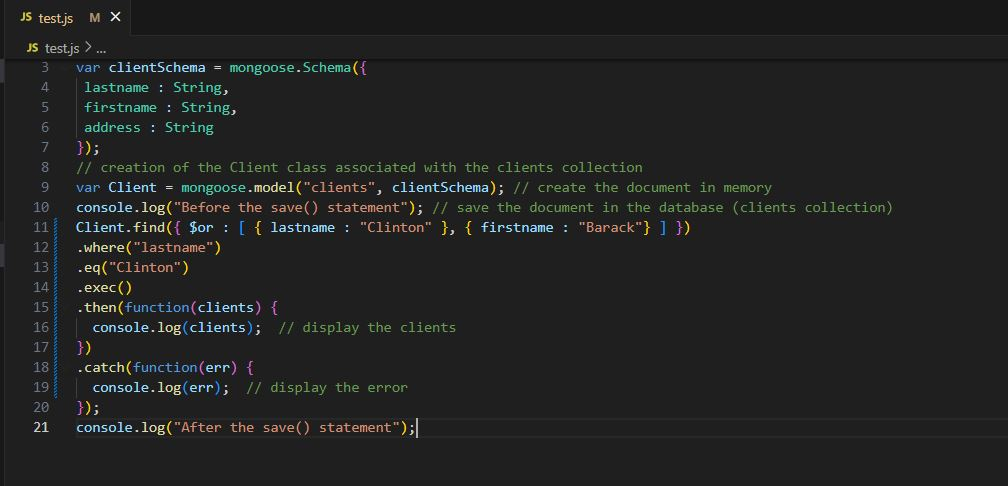 JS test.js M ×
JS test.js > ...
3 var clientSchema = mongoose.Schema({
4 lastname : String,
5 firstname : String,
6 address : String
7 });
8 // creation of the Client class associated with the clients collection
9 var Client = mongoose.model("clients", clientSchema); // create the document in memory
10 console.log("Before the save() statement"); // save the document in the database (clients collection)
11 Client.find({ $or : [ { lastname : "Clinton" }, { firstname : "Barack"} ] })
12 .where("lastname")
13 .eq("Clinton")
14 .exec()
15 .then(function(clients) {
16 console.log(clients); // display the clients
17 })
18 .catch(function(err) {
19 console.log(err); // display the error
20 });
21 console.log("After the save() statement");